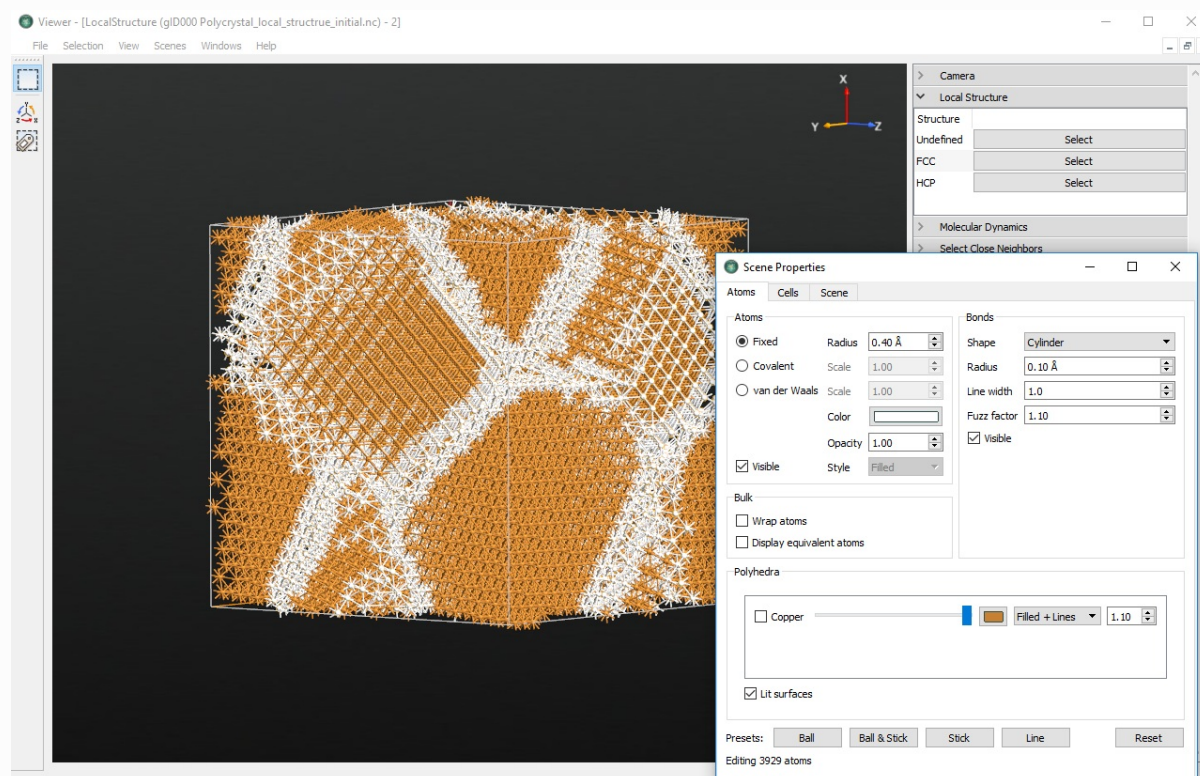 Viewer - [LocalStructure (gID000 Polycrystal_local_structrue_initial.nc) - 2]
File Selection View Scenes Windows Help
X
Y
Z
Camera
Local Structure
Structure
Undefined Select
FCC Select
HCP Select
Molecular Dynamics
Select Close Neighbors
Scene Properties
Atoms Cells Scene
Atoms
Fixed Radius 0.40 Å
Covalent Scale 1.00
van der Waals Scale 1.00
Color
Opacity 1.00
Visible Style Filled
Bonds
Shape Cylinder
Radius 0.10 Å
Line width 1.0
Fuzz factor 1.10
Visible
Bulk
Wrap atoms
Display equivalent atoms
Polyhedra
Copper Filled + Lines 1.10
Lit surfaces
Presets: Ball Ball & Stick Stick Line Reset
Editing 3929 atoms